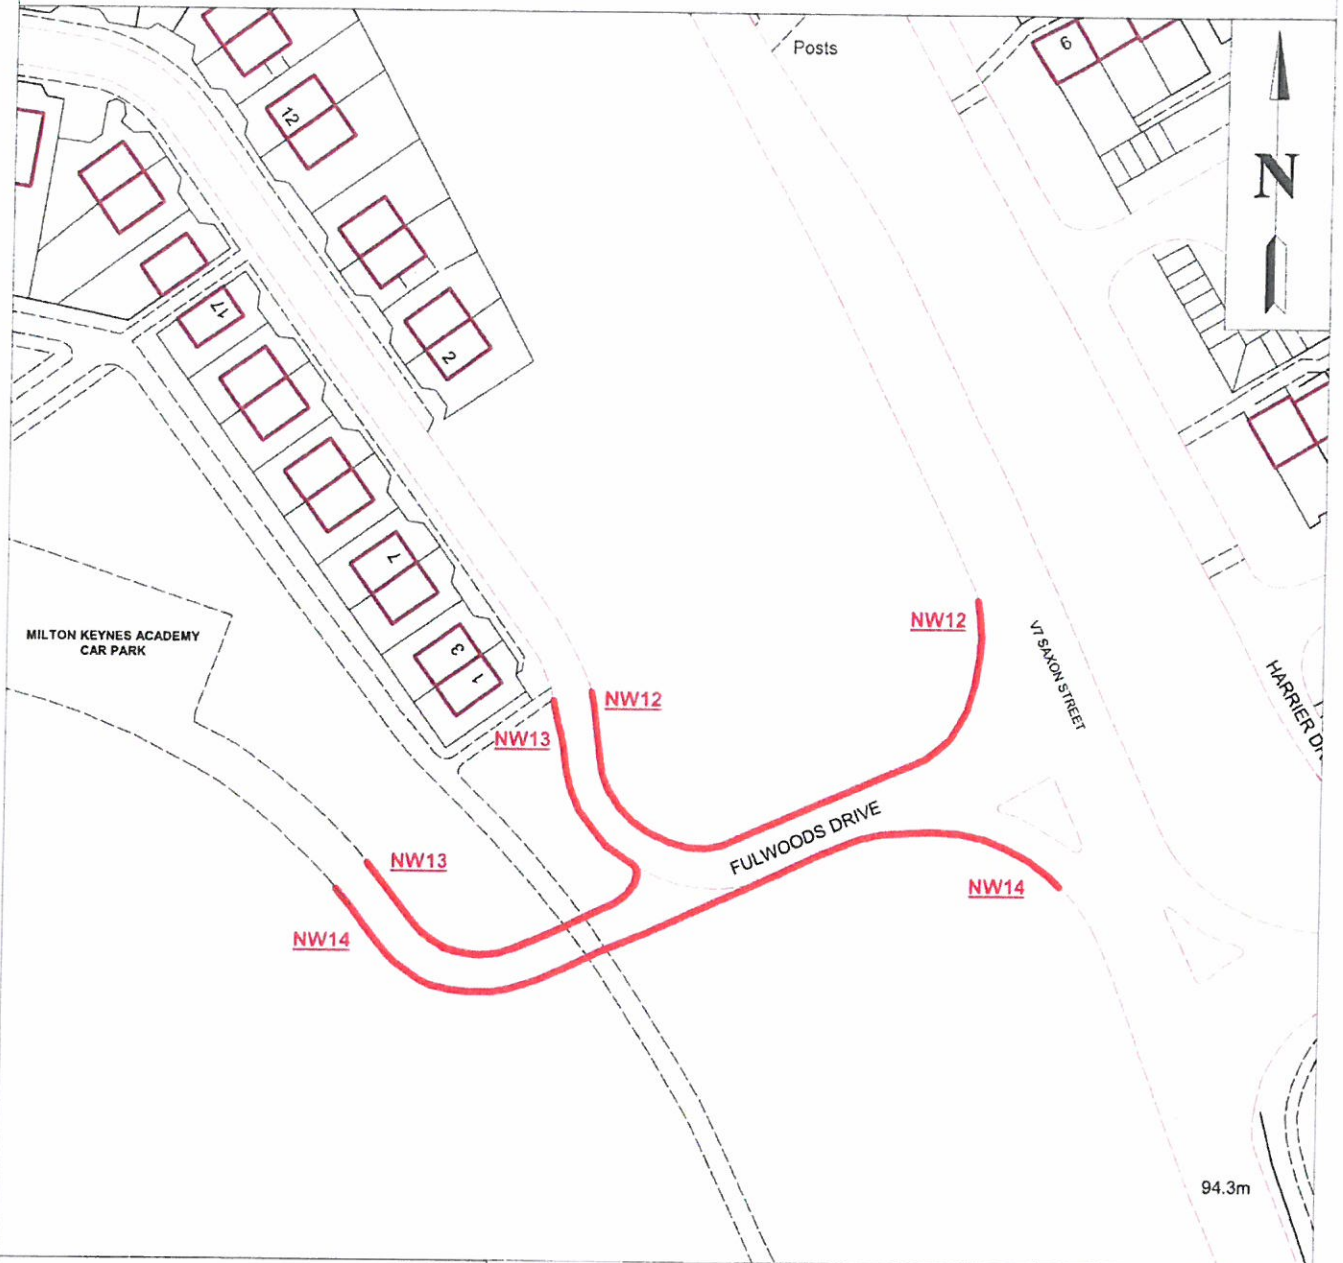 Posts
6
12
N
17
2
7
3
1
MILTON KEYNES ACADEMY
CAR PARK
NW12
V7 SAXON STREET
HARRIER DR
NW12
NW13
FULWOODS DRIVE
NW13
NW14
NW14
94.3m